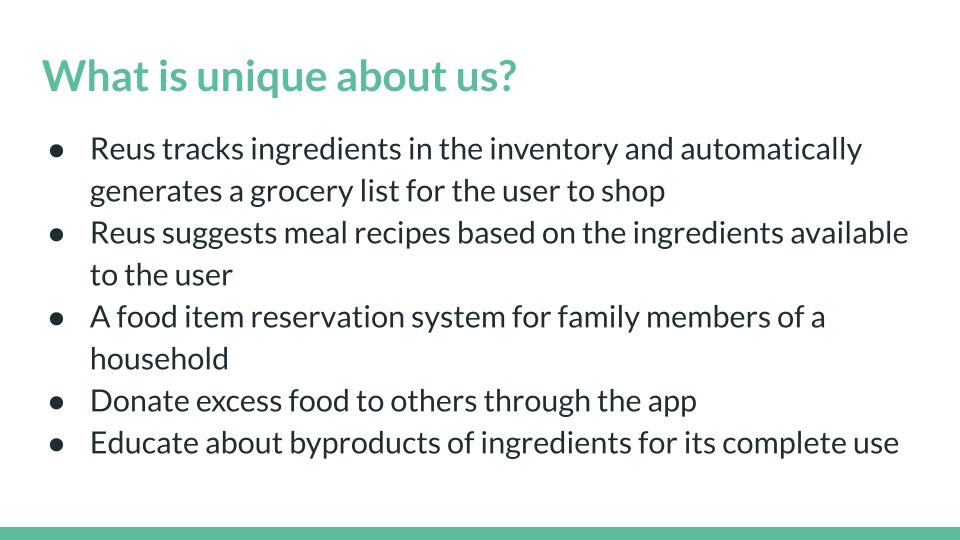 What is unique about us?
● Reus tracks ingredients in the inventory and automatically
generates a grocery list for the user to shop
● Reus suggests meal recipes based on the ingredients available
to the user
● A food item reservation system for family members of a
household
● Donate excess food to others through the app
● Educate about byproducts of ingredients for its complete use